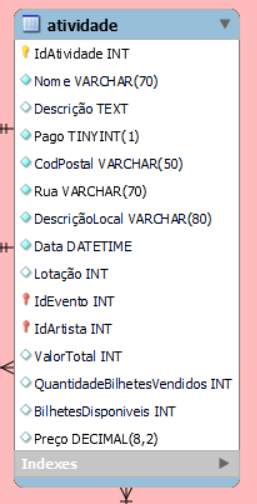 atividade
IdAtividade INT
Nome VARCHAR(70)
Descrição TEXT
Pago TINYINT(1)
CodPostal VARCHAR(50)
Rua VARCHAR(70)
DescriçãoLocal VARCHAR(80)
Data DATETIME
Lotação INT
IdEvento INT
IdArtista INT
ValorTotal INT
QuantidadeBilhetesVendidos INT
BilhetesDisponiveis INT
Preço DECIMAL(8,2)
Indexes